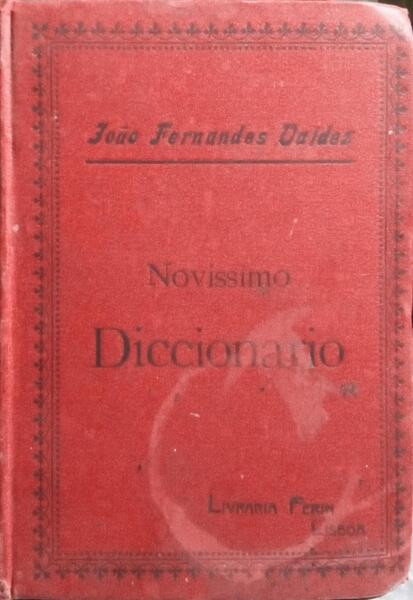 João Fernandes Valdez
Novissimo
Diccionario
Livraria Ferin
Lisboa